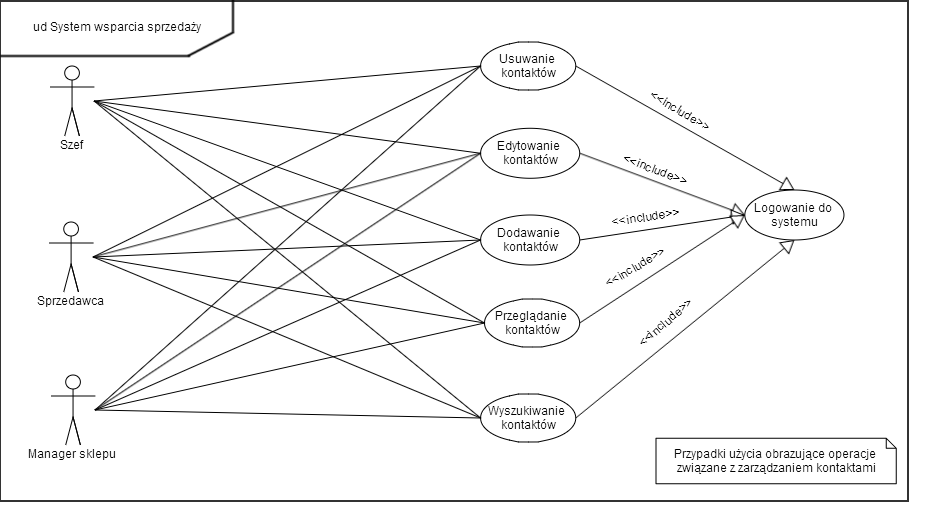 ud System wsparcia sprzedaży
Szef
Sprzedawca
Manager sklepu
Usuwanie
kontaktów
Edytowanie
kontaktów
Dodawanie
kontaktów
Przeglądanie
kontaktów
Wyszukiwanie
kontaktów
<<include>>
<<include>>
<<include>>
<<include>>
<<include>>
Logowanie do
systemu
Przypadki użycia obrazujące operacje
związane z zarządzaniem kontaktami